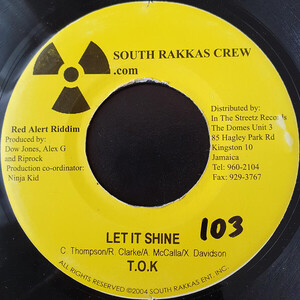 SOUTH RAKKAS CREW
.com
Red Alert Riddim
Produced by:
Dow Jones, Alex G
and Riprock
Production co-ordinator:
Ninja Kid
Distributed by:
In The Streetz Records
The Domes Unit 3
85 Hagley Park Rd
Kingston 10
Jamaica
Tel: 960-2104
Fax: 929-3767
LET IT SHINE
103
C Thompson/R Clarke/A McCalla/X Davidson
T.O.K
ALL RIGHTS RESERVED ©2004 SOUTH RAKKAS ENT. INC